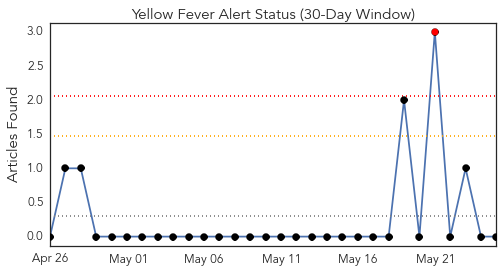 Yellow Fever Alert Status (30-Day Window)
Articles Found
3.0
2.5
2.0
1.5
1.0
0.5
0.0
Apr 26 May 01 May 06 May 11 May 16 May 21